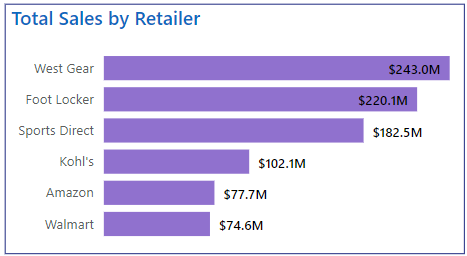 Total Sales by Retailer
West Gear $243.0M
Foot Locker $220.1M
Sports Direct $182.5M
Kohl's $102.1M
Amazon $77.7M
Walmart $74.6M